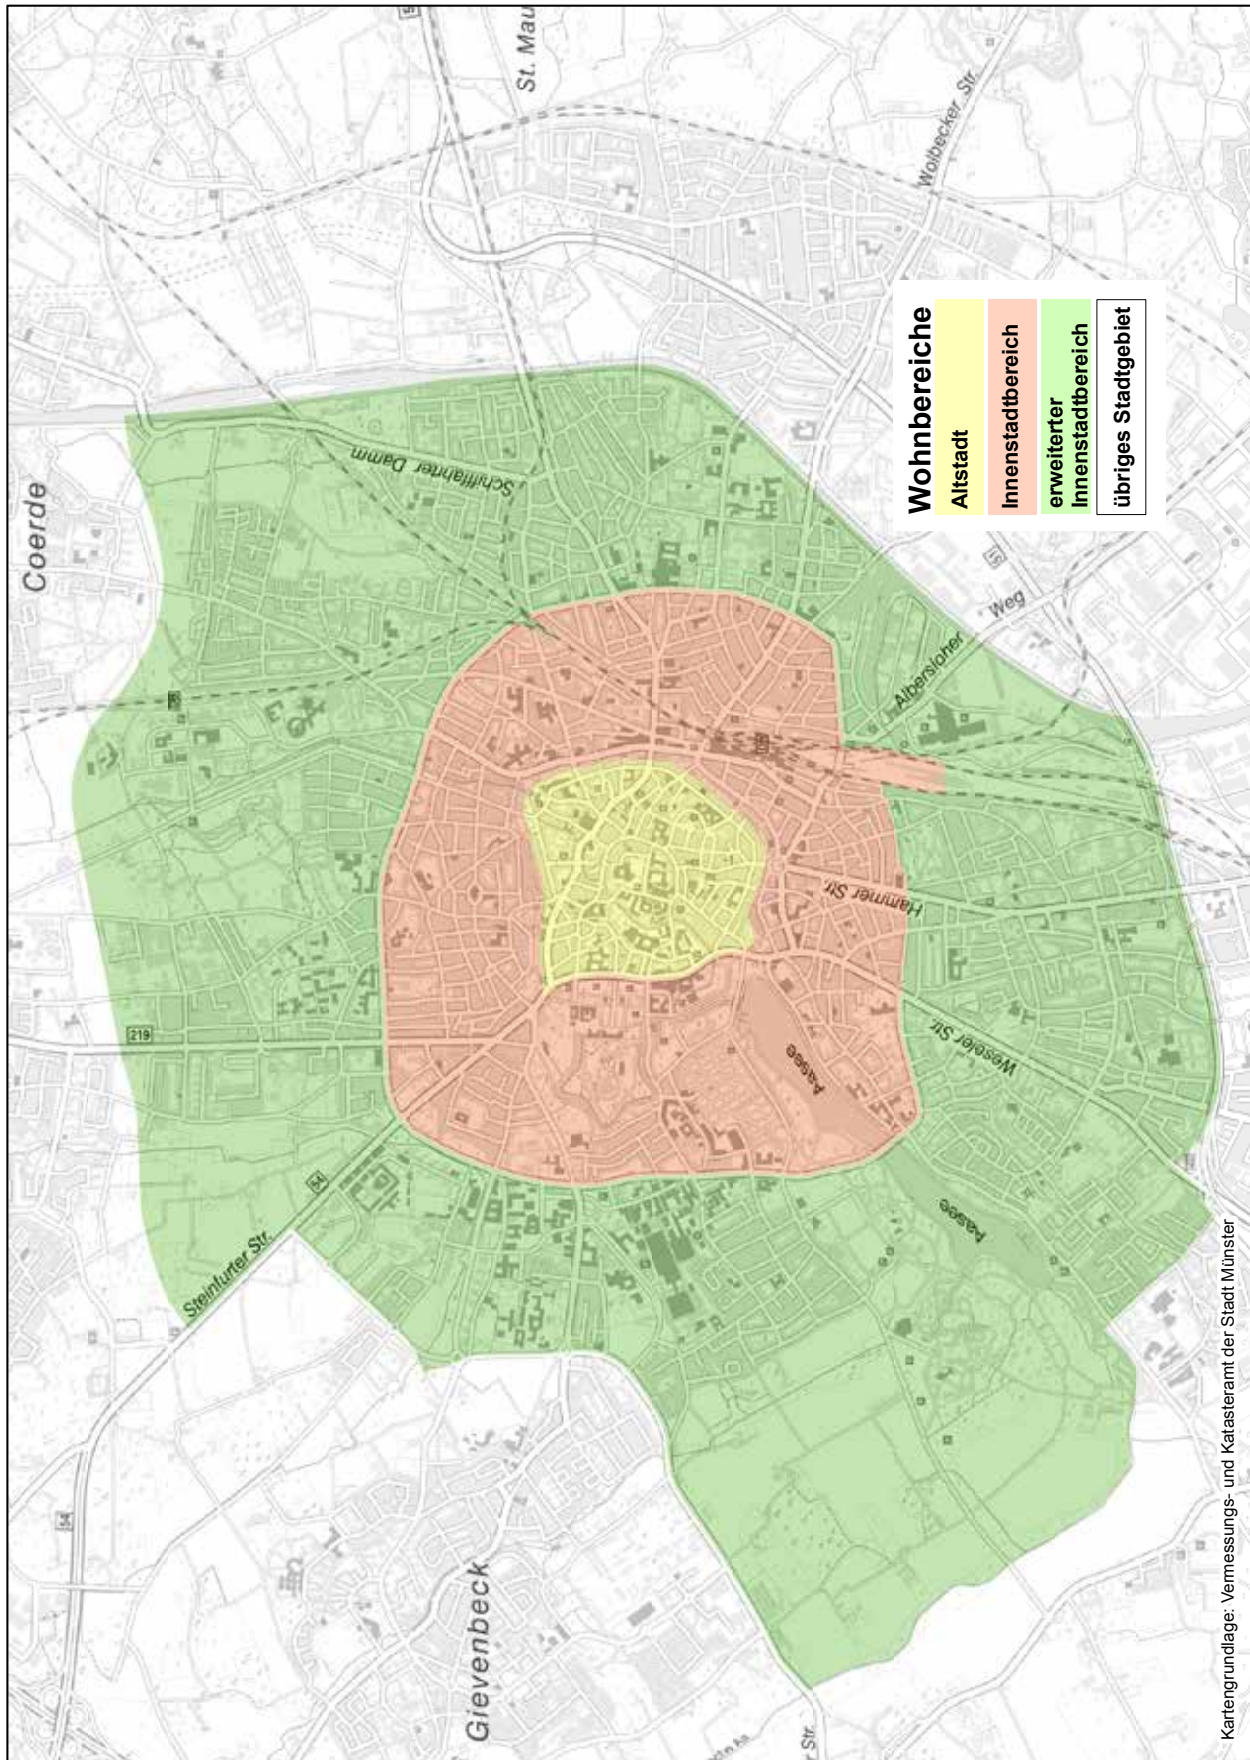 Coerde
St. Mau
Wolbecker Str.
Schifffahrter Damm
219
Steinfurter Str.
54
54
Gievenbeck
Albersloher
Weg
51
Hammer Str.
Weseler Str.
Aasee
Aasee
r Str.
Wohnbereiche
Altstadt
Innenstadtbereich
erweiterter
Innenstadtbereich
übriges Stadtgebiet
Kartengrundlage: Vermessungs- und Katasteramt der Stadt Münster